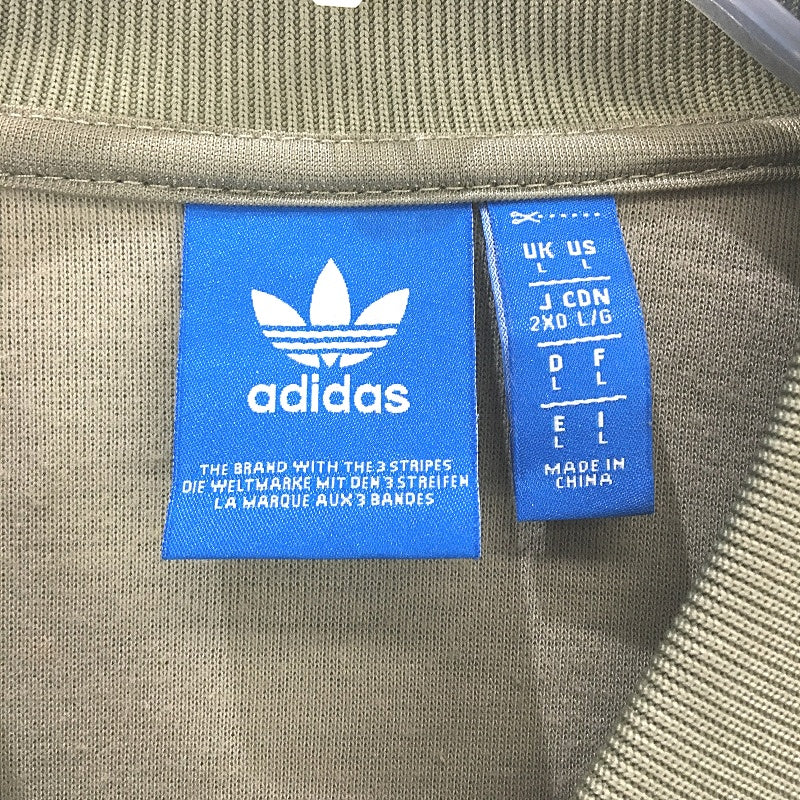 adidas
THE BRAND WITH THE 3 STRIPES
DIE WELTMARKE MIT DEN 3 STREIFEN
LA MARQUE AUX 3 BANDES
UK US
L L
J CDN
2XO L/G
D F
L L
E I
L L
MADE IN
CHINA